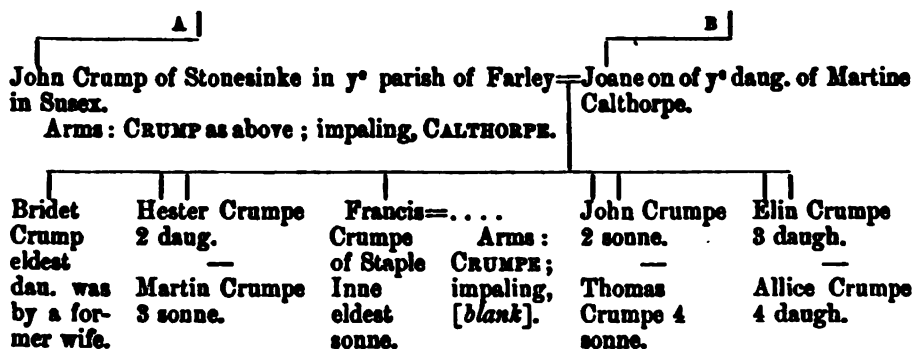 A B
John Crump of Stonesinke in yᵉ parish of Farley=Joane on of yᵉ daug. of Martine
in Susex. Calthorpe.
Arms: CRUMP as above; impaling, CALTHORPE.
Bridet
Crump
eldest
dau. was
by a for-
mer wife.
Hester Crumpe
2 daug.
—
Martin Crumpe
3 sonne.
Francis=....
Crumpe
of Staple
Inne
eldest
sonne.
Arms:
CRUMPE;
impaling,
[blank].
John Crumpe
2 sonne.
—
Thomas
Crumpe 4
sonne.
Elin Crumpe
3 daugh.
—
Allice Crumpe
4 daugh.